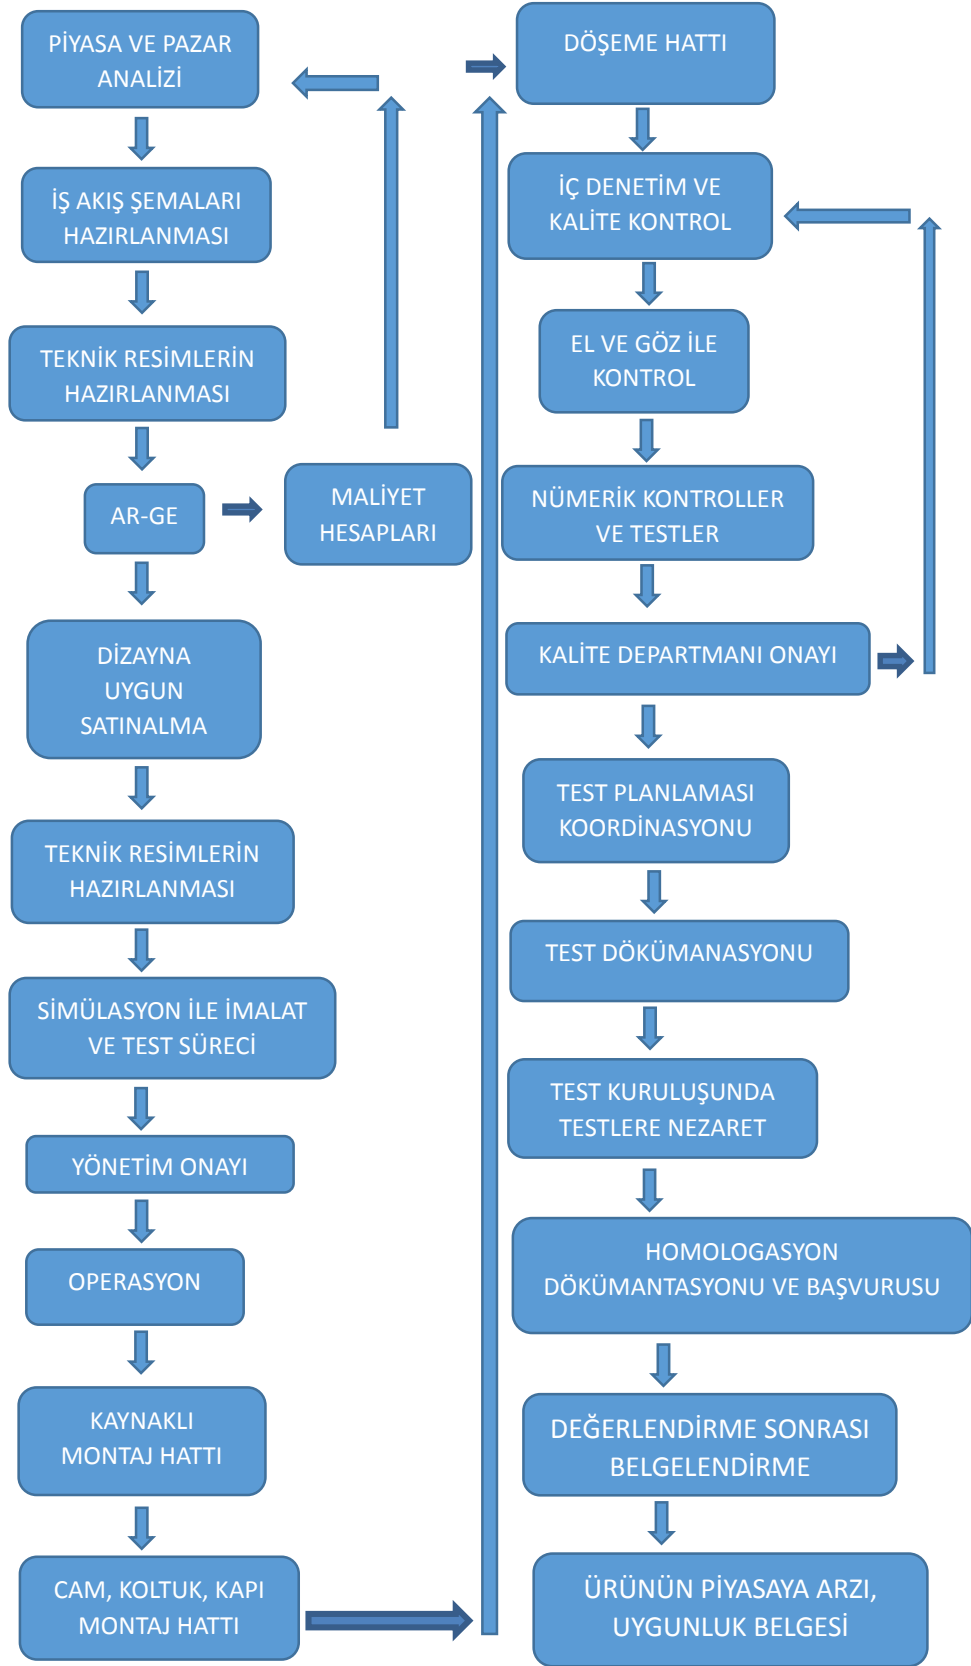 PİYASA VE PAZAR
ANALİZİ
İŞ AKIŞ ŞEMALARI
HAZIRLANMASI
TEKNİK RESİMLERİN
HAZIRLANMASI
AR-GE
MALİYET
HESAPLARI
DİZAYNA
UYGUN
SATINALMA
TEKNİK RESİMLERİN
HAZIRLANMASI
SİMÜLASYON İLE İMALAT
VE TEST SÜRECİ
YÖNETİM ONAYI
OPERASYON
KAYNAKLI
MONTAJ HATTI
CAM, KOLTUK, KAPI
MONTAJ HATTI
DÖŞEME HATTI
İÇ DENETİM VE
KALİTE KONTROL
EL VE GÖZ İLE
KONTROL
NÜMERİK KONTROLLER
VE TESTLER
KALİTE DEPARTMANI ONAYI
TEST PLANLAMASI
KOORDİNASYONU
TEST DÖKÜMANASYONU
TEST KURULUŞUNDA
TESTLERE NEZARET
HOMOLOGASYON
DÖKÜMANTASYONU VE BAŞVURUSU
DEĞERLENDİRME SONRASI
BELGELENDİRME
ÜRÜNÜN PİYASAYA ARZI,
UYGUNLUK BELGESİ